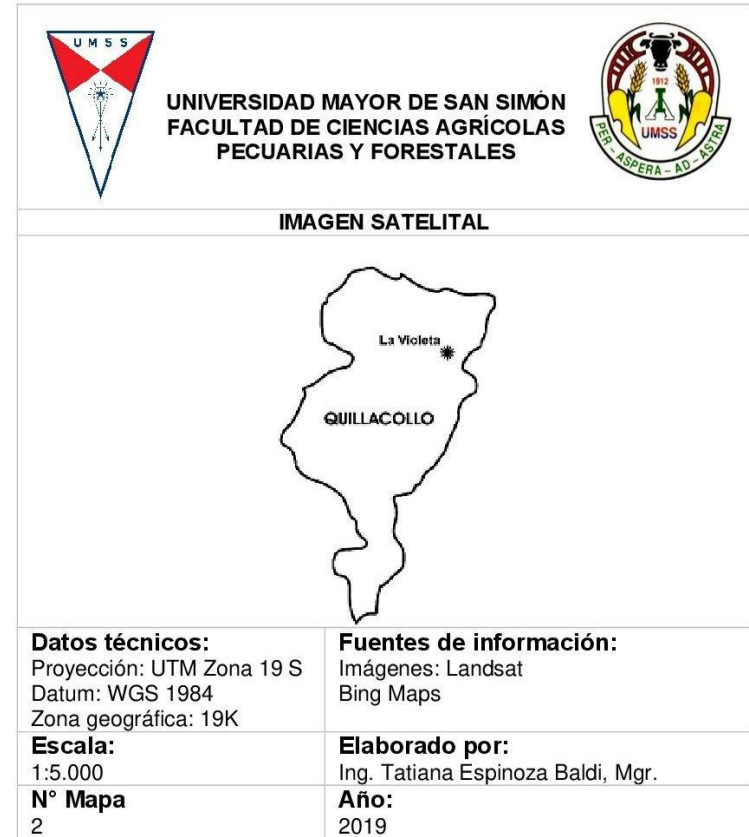 U M S S
UNIVERSIDAD MAYOR DE SAN SIMÓN
FACULTAD DE CIENCIAS AGRÍCOLAS
PECUARIAS Y FORESTALES
1912
UMSS
PER - ASPERA - AD - ASTRA
IMAGEN SATELITAL
La Violeta
QUILLACOLLO
Datos técnicos:
Proyección: UTM Zona 19 S
Datum: WGS 1984
Zona geográfica: 19K
Fuentes de información:
Imágenes: Landsat
Bing Maps
Escala:
1:5.000
Elaborado por:
Ing. Tatiana Espinoza Baldi, Mgr.
N° Mapa
2
Año:
2019